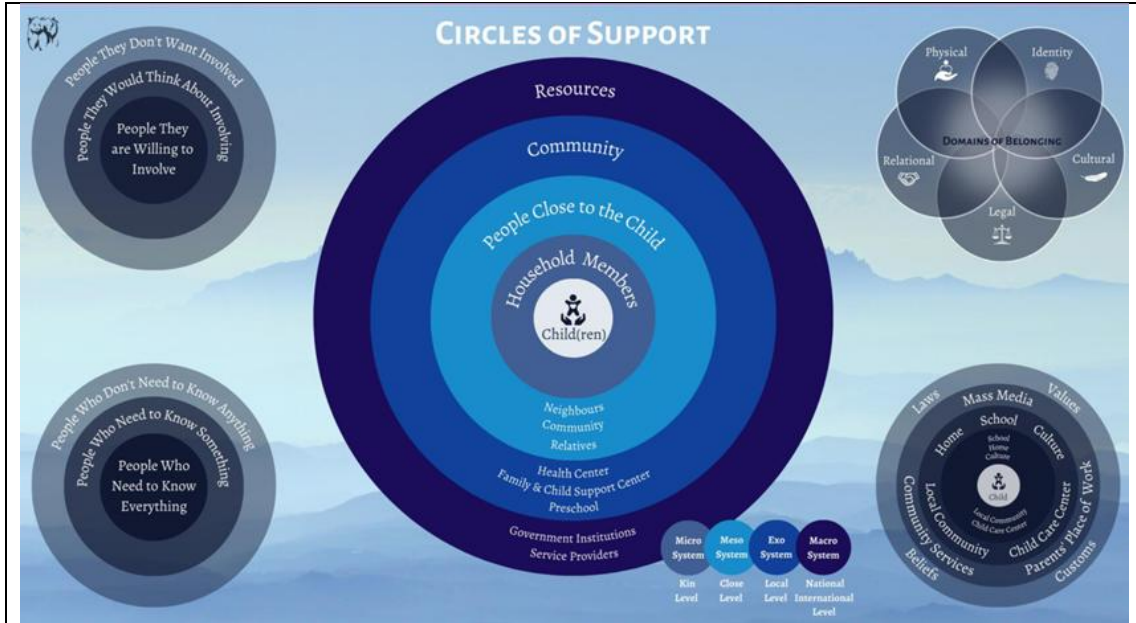 CIRCLES OF SUPPORT
People They Don't Want Involved
People They Would Think About Involving
People They
are Willing to
Involve
People Who Don't Need to Know Anything
People Who Need to Know Something
People Who
Need to Know
Everything
Resources
Community
People Close to the Child
Household Members
Child(ren)
Neighbours
Community
Relatives
Health Center
Family & Child Support Center
Preschool
Government Institutions
Service Providers
Micro
System
Kin
Level
Meso
System
Close
Level
Exo
System
Local
Level
Macro
System
National
International
Level
Physical
Identity
DOMAINS OF BELONGING
Relational
Cultural
Legal
Laws
Mass Media
Values
School
Home
Culture
School
Home
Culture
Child
Local Community
Child Care Center
Local Community
Child Care Center
Community Services
Parents' Place of Work
Beliefs
Customs